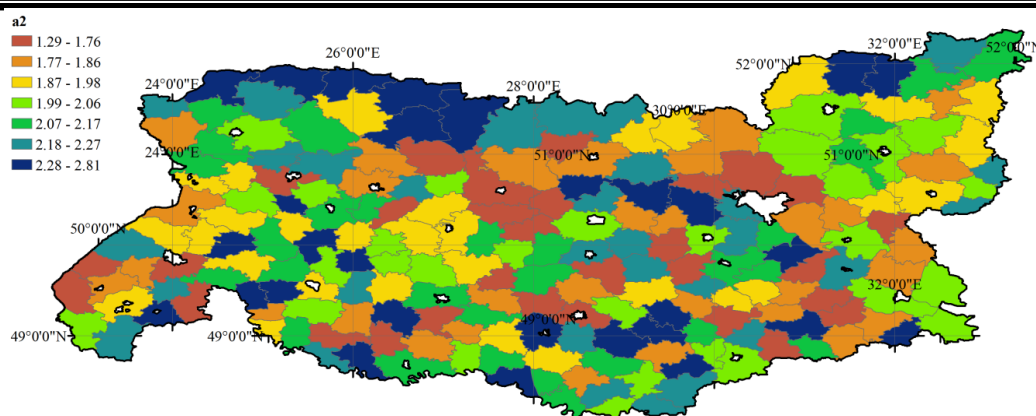 a2
1.29 - 1.76
1.77 - 1.86
1.87 - 1.98
1.99 - 2.06
2.07 - 2.17
2.18 - 2.27
2.28 - 2.81
24°0'0"E
26°0'0"E
28°0'0"E
30°0'0"E
32°0'0"E
52°0'0"N
52°0'0"N
24°0'0"E
51°0'0"N
51°0'0"N
50°0'0"N
32°0'0"E
49°0'0"N
49°0'0"N
49°0'0"N